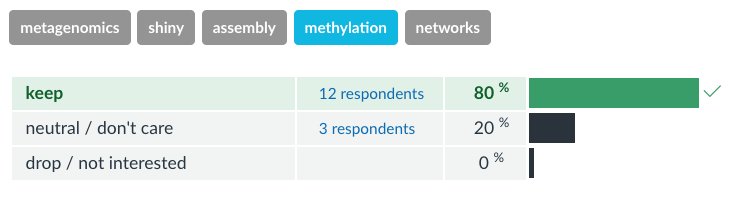 metagenomics shiny assembly methylation networks
keep 12 respondents 80 %
neutral / don't care 3 respondents 20 %
drop / not interested 0 %